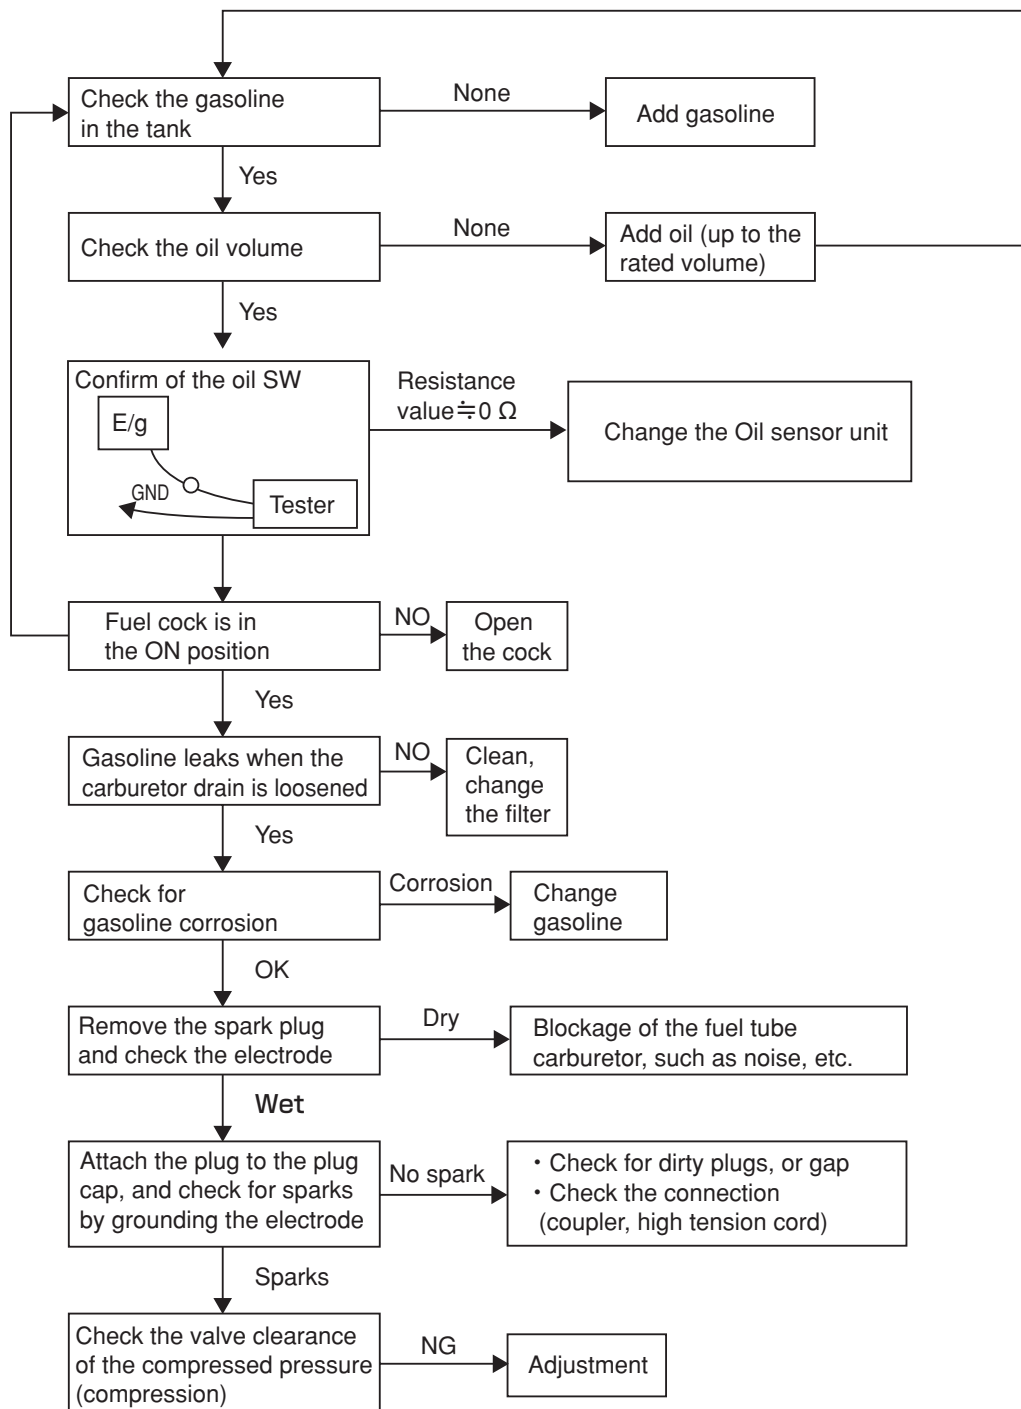 Check the gasoline
in the tank
None
Add gasoline
Yes
Check the oil volume
None
Add oil (up to the
rated volume)
Yes
Confirm of the oil SW
E/g
GND
Tester
Resistance
value≒0 Ω
Change the Oil sensor unit
Fuel cock is in
the ON position
NO
Open
the cock
Yes
Gasoline leaks when the
carburetor drain is loosened
NO
Clean,
change
the filter
Yes
Check for
gasoline corrosion
Corrosion
Change
gasoline
OK
Remove the spark plug
and check the electrode
Dry
Blockage of the fuel tube
carburetor, such as noise, etc.
Wet
Attach the plug to the plug
cap, and check for sparks
by grounding the electrode
No spark
・Check for dirty plugs, or gap
・Check the connection
(coupler, high tension cord)
Sparks
Check the valve clearance
of the compressed pressure
(compression)
NG
Adjustment